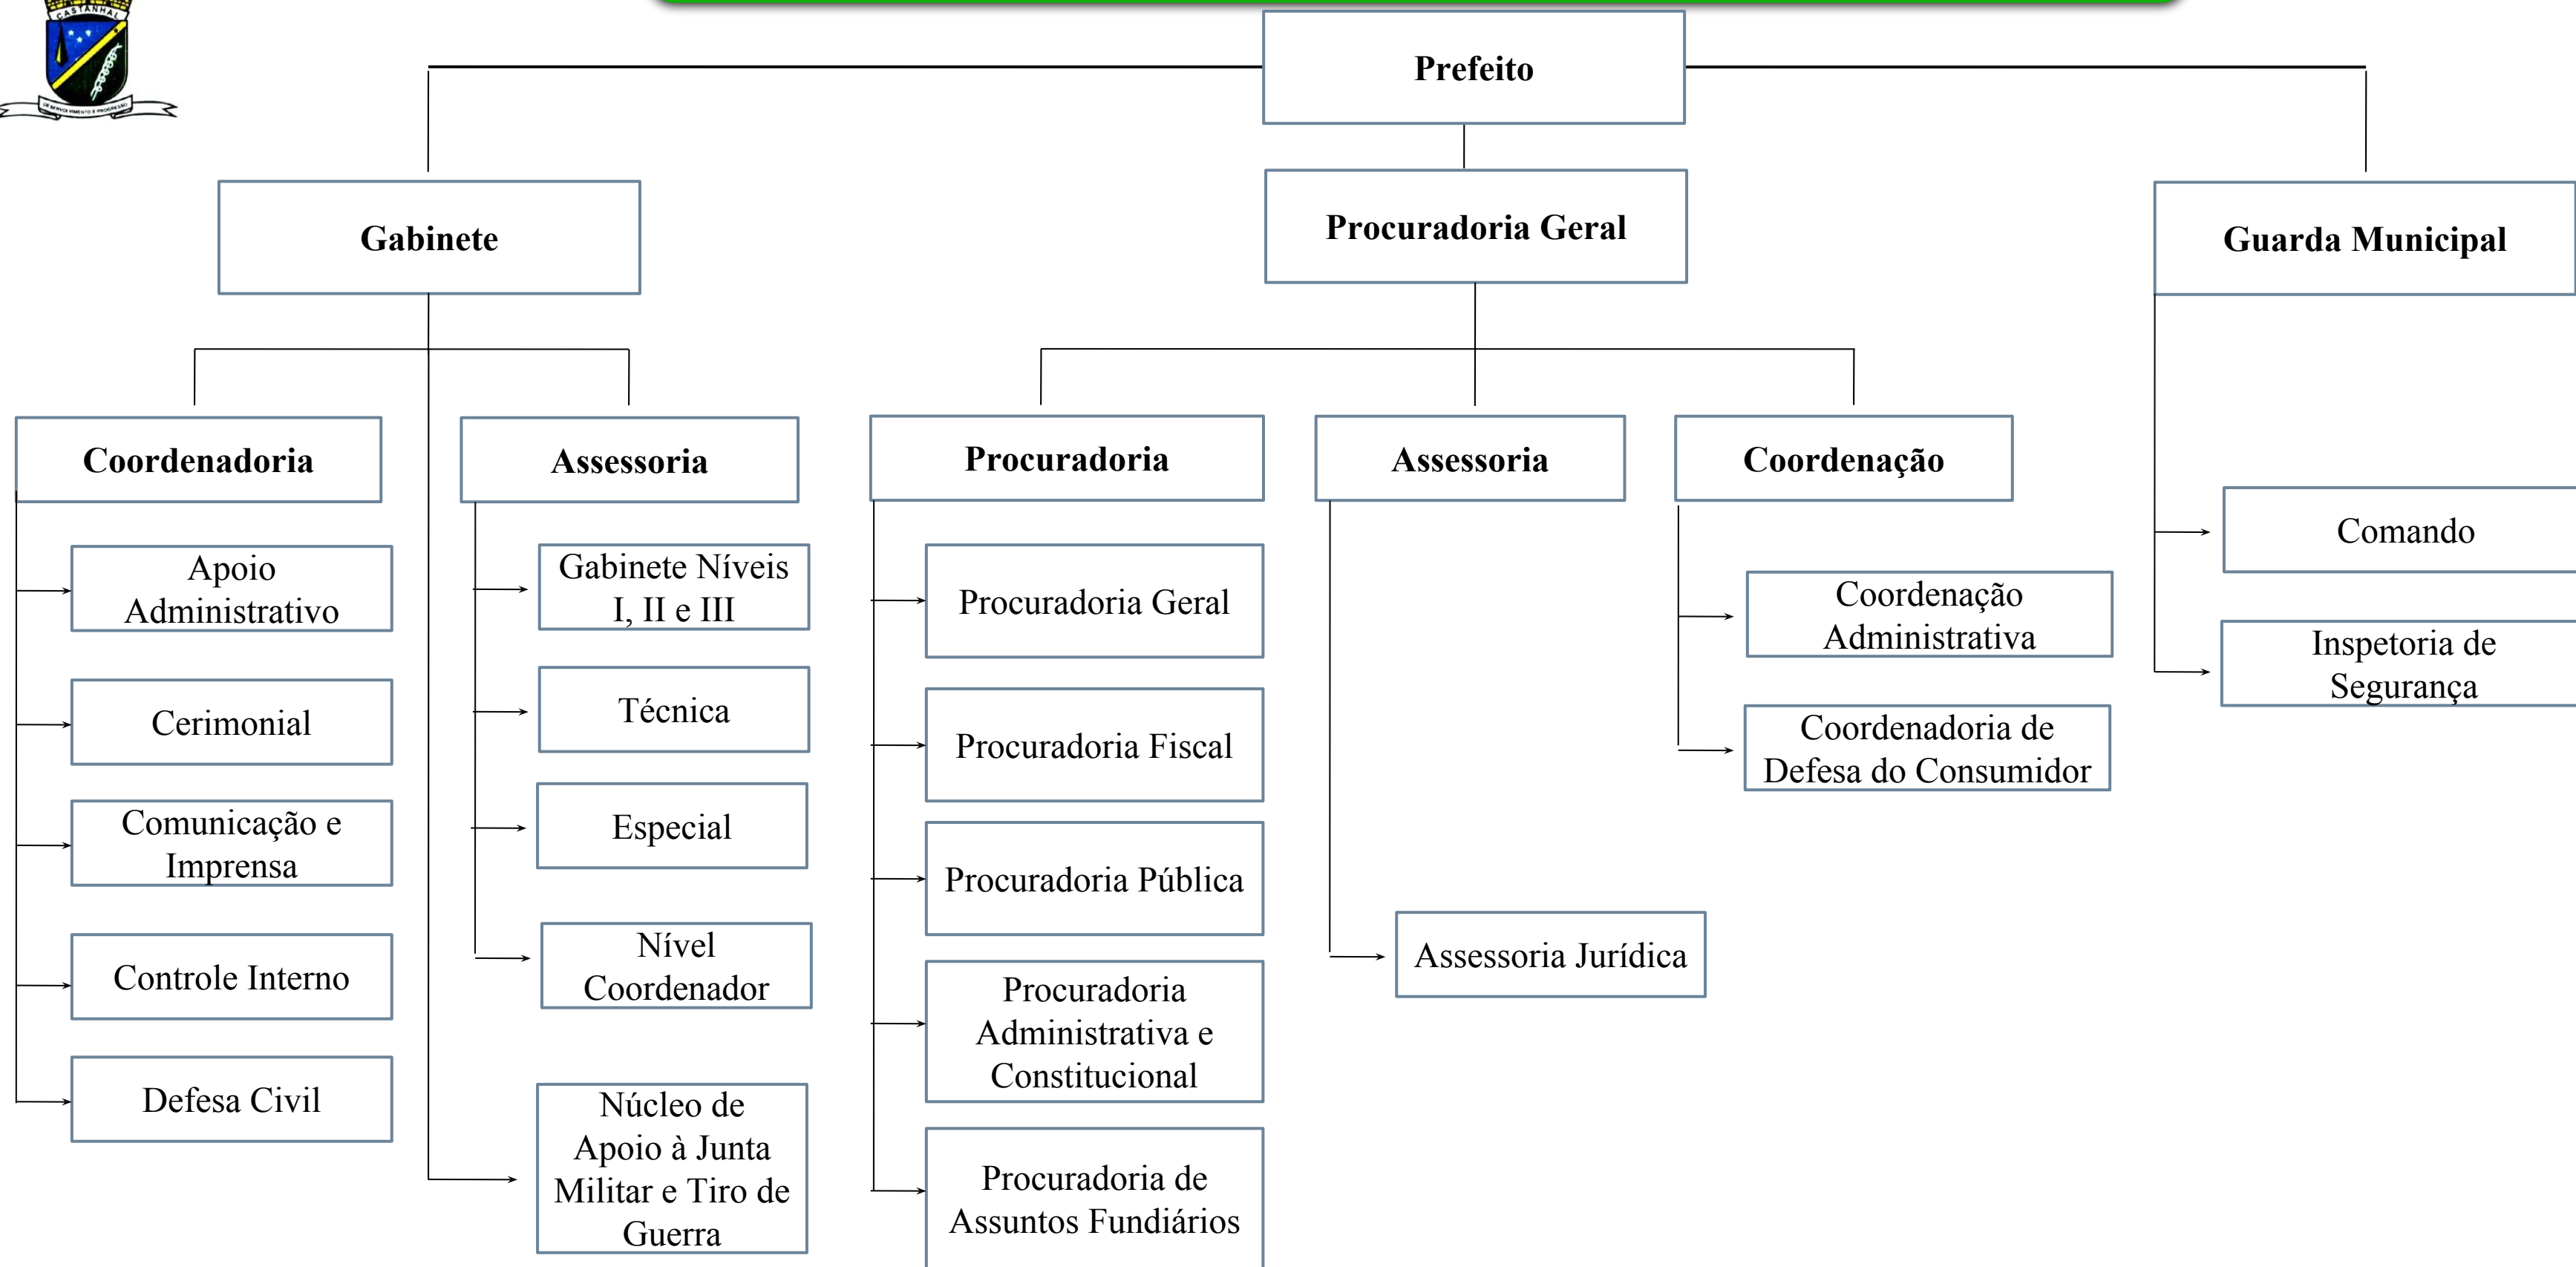 CASTANHAL
DESENVOLVIMENTO E PROGRESSO
Prefeito
Gabinete
Procuradoria Geral
Guarda Municipal
Coordenadoria
Apoio
Administrativo
Cerimonial
Comunicação e
Imprensa
Controle Interno
Defesa Civil
Assessoria
Gabinete Níveis
I, II e III
Técnica
Especial
Nível
Coordenador
Núcleo de
Apoio à Junta
Militar e Tiro de
Guerra
Procuradoria
Procuradoria Geral
Procuradoria Fiscal
Procuradoria Pública
Procuradoria
Administrativa e
Constitucional
Procuradoria de
Assuntos Fundiários
Assessoria
Assessoria Jurídica
Coordenação
Coordenação
Administrativa
Coordenadoria de
Defesa do Consumidor
Comando
Inspetoria de
Segurança